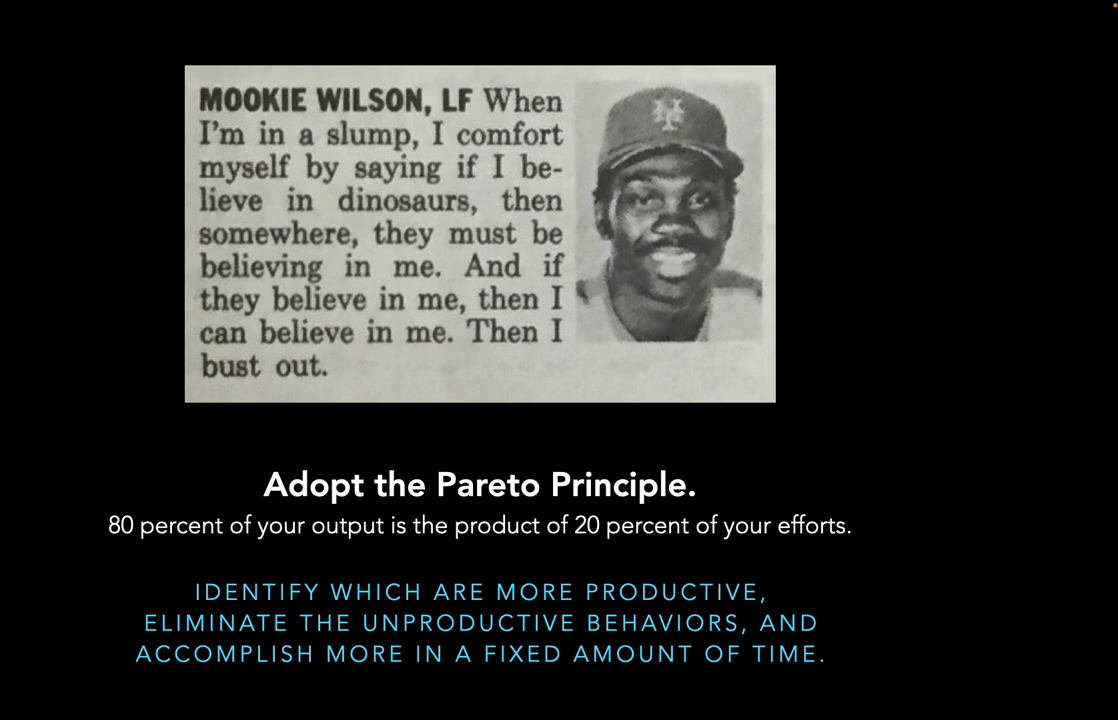 MOOKIE WILSON, LF When
I'm in a slump, I comfort
myself by saying if I be-
lieve in dinosaurs, then
somewhere, they must be
believing in me. And if
they believe in me, then I
can believe in me. Then I
bust out.
NY
Adopt the Pareto Principle.
80 percent of your output is the product of 20 percent of your efforts.
IDENTIFY WHICH ARE MORE PRODUCTIVE,
ELIMINATE THE UNPRODUCTIVE BEHAVIORS, AND
ACCOMPLISH MORE IN A FIXED AMOUNT OF TIME.